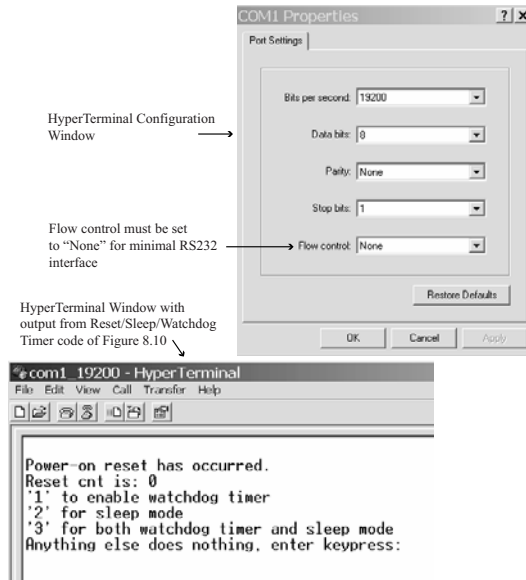 COM1 Properties
Port Settings
Bits per second: 19200
HyperTerminal Configuration
Window
Data bits: 8
Parity: None
Stop bits: 1
Flow control must be set
to “None” for minimal RS232
interface
Flow control: None
Restore Defaults
HyperTerminal Window with
output from Reset/Sleep/Watchdog
Timer code of Figure 8.10
OK Cancel Apply
com1_19200 - HyperTerminal
File Edit View Call Transfer Help
Power-on reset has occurred.
Reset cnt is: 0
'1' to enable watchdog timer
'2' for sleep mode
'3' for both watchdog timer and sleep mode
Anything else does nothing, enter keypress: